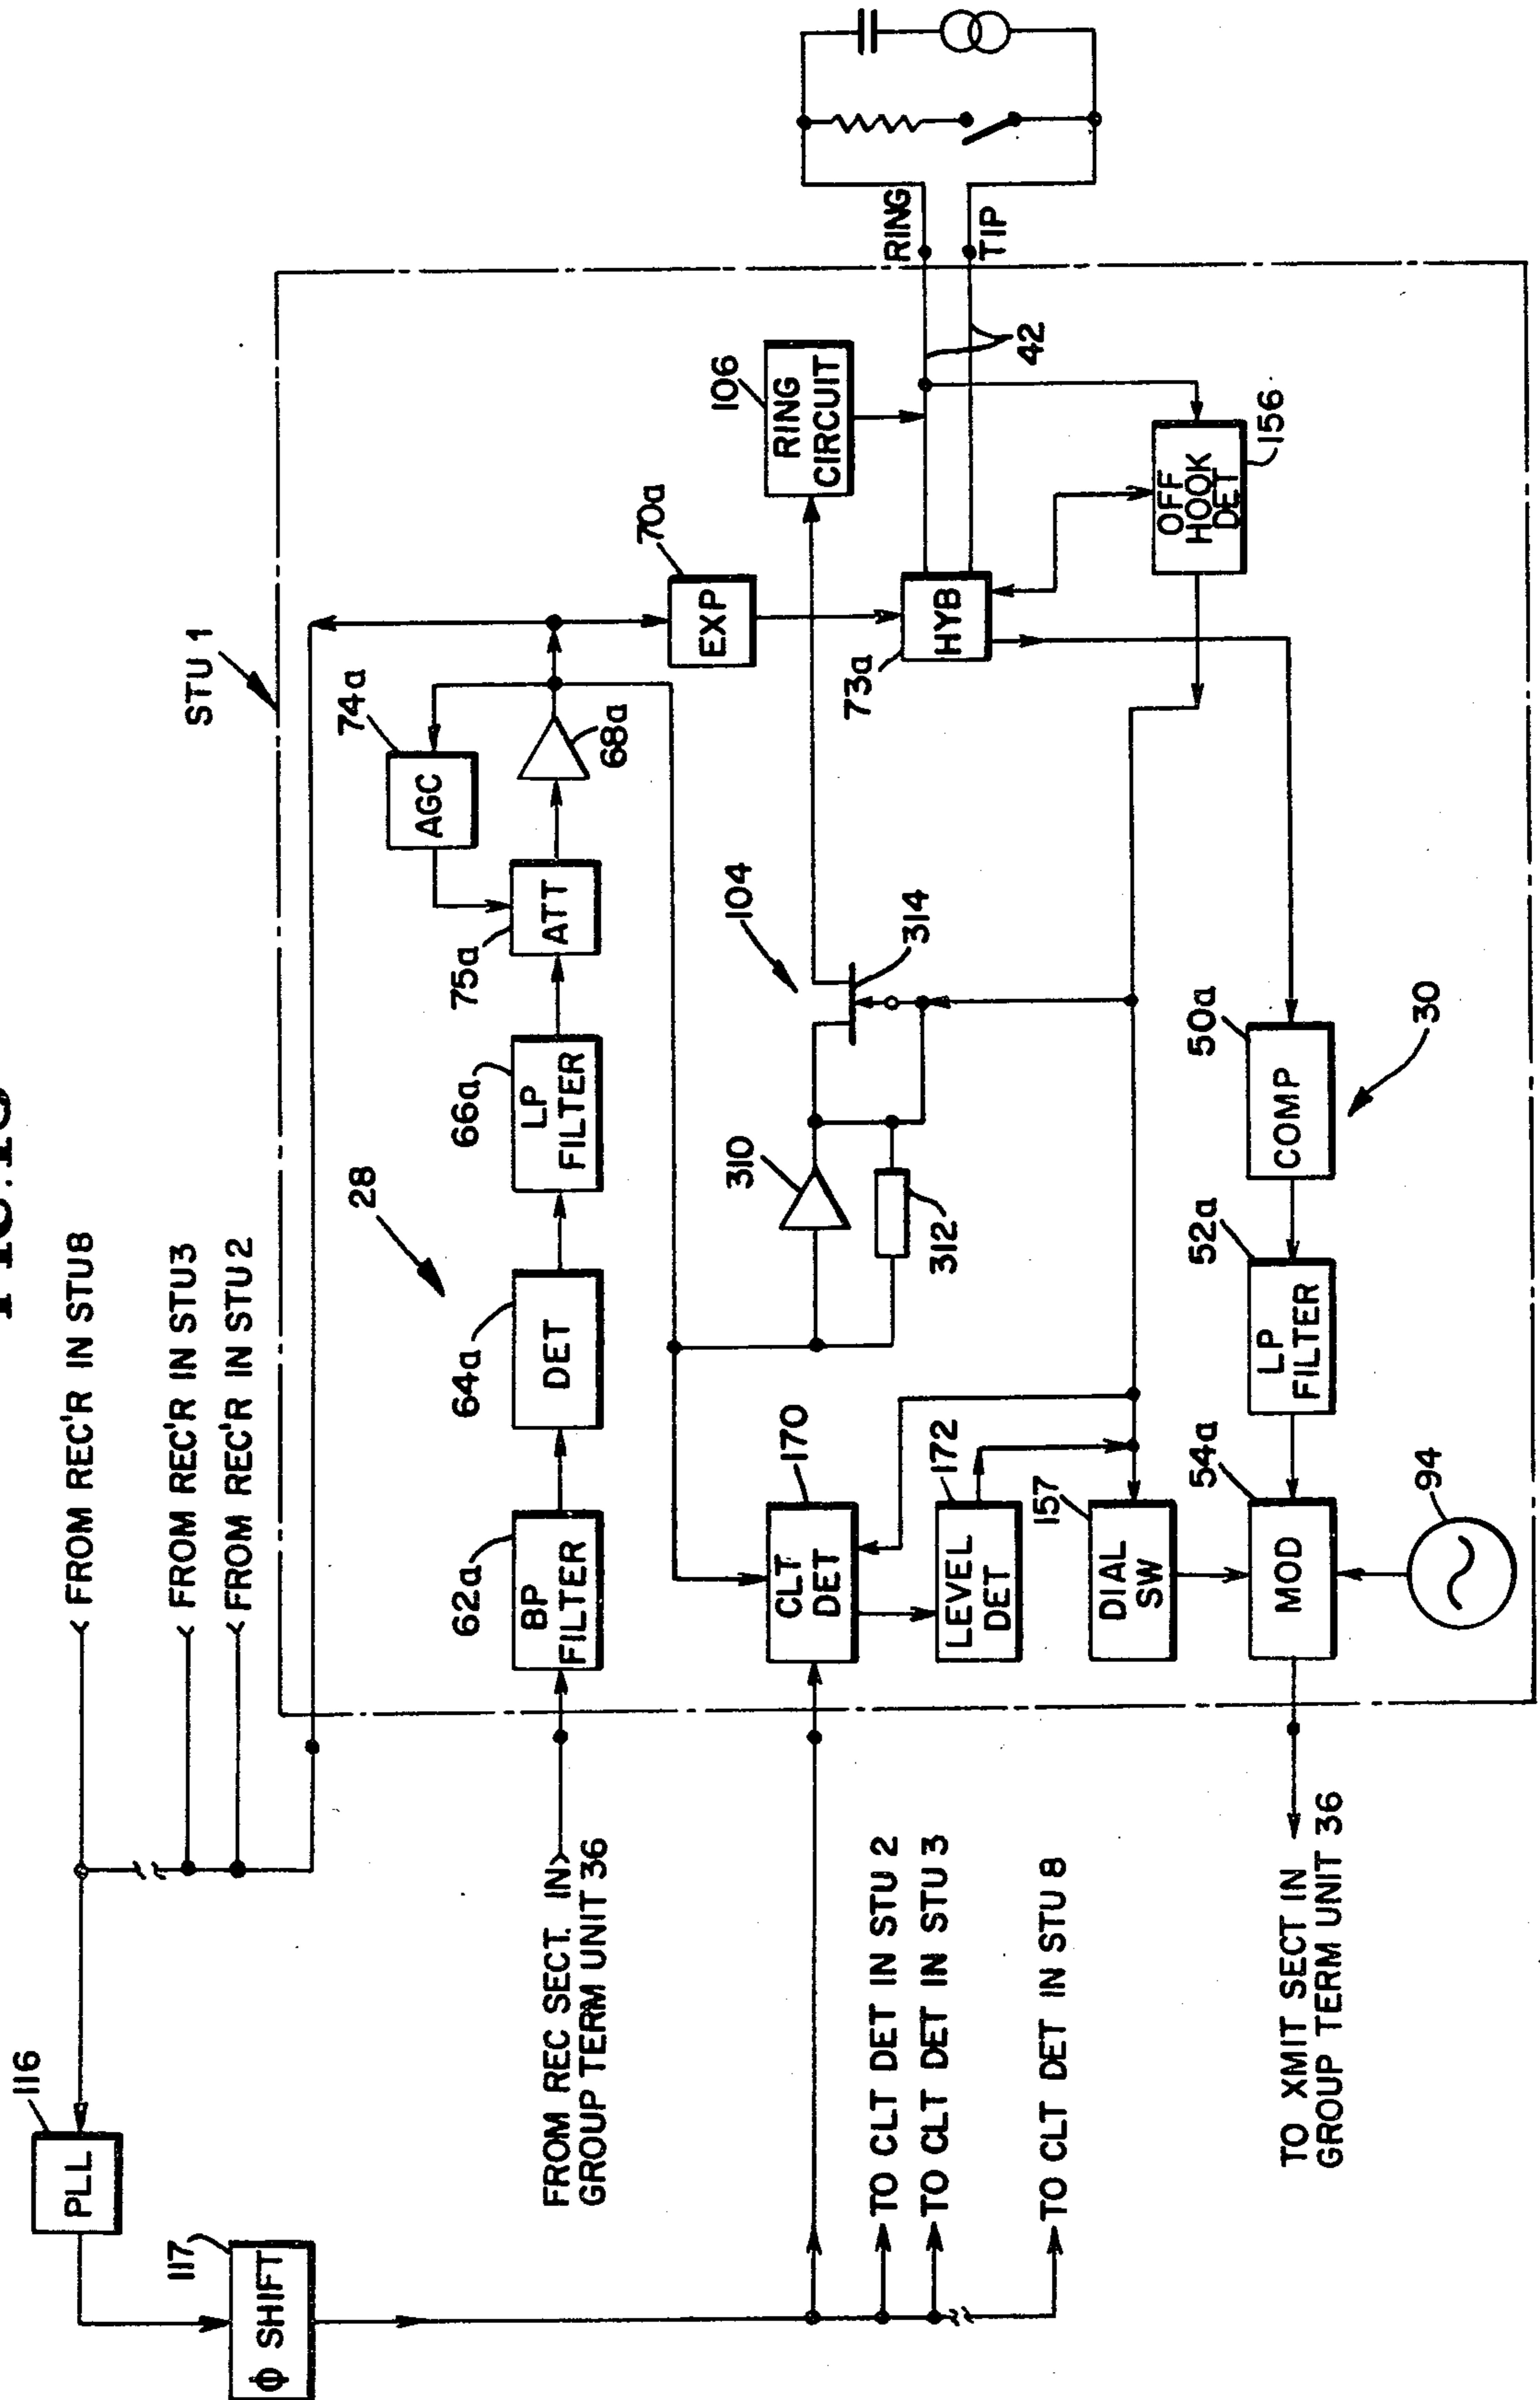 STU 1
FROM REC'R IN STU8
FROM REC'R IN STU3
FROM REC'R IN STU 2
116
PLL
117
Φ SHIFT
FROM REC SECT. IN
GROUP TERM UNIT 36
62a
BP
FILTER
64a
DET
28
66a
LP
FILTER
75a
ATT
74a
AGC
68a
70a
EXP
106
RING
CIRCUIT
RING
TIP
42
73a
HYB
OFF
HOOK
DET
156
104
314
310
312
170
CLT
DET
172
LEVEL
DET
157
DIAL
SW
54a
MOD
94
52a
LP
FILTER
50a
COMP
30
TO CLT DET IN STU 2
TO CLT DET IN STU 3
TO CLT DET IN STU 8
TO XMIT SECT IN
GROUP TERM UNIT 36